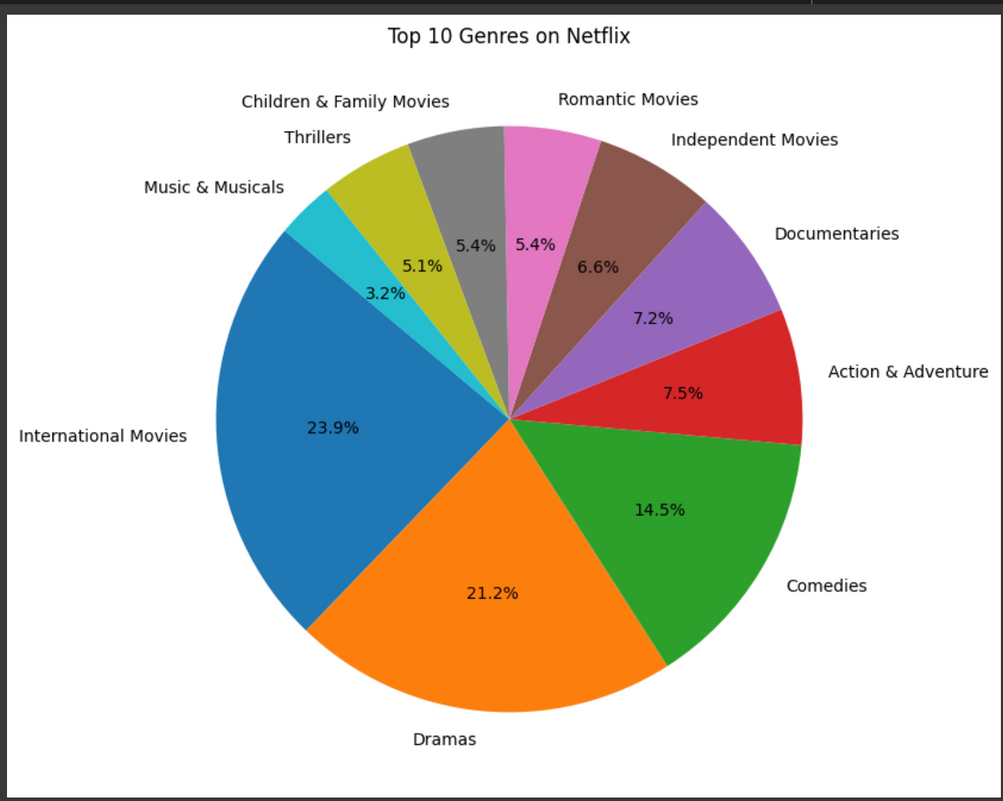 Top 10 Genres on Netflix
Children & Family Movies
Romantic Movies
Thrillers
Independent Movies
Music & Musicals
Documentaries
5.4%
5.4%
5.1%
6.6%
3.2%
7.2%
Action & Adventure
7.5%
International Movies
23.9%
14.5%
Comedies
21.2%
Dramas